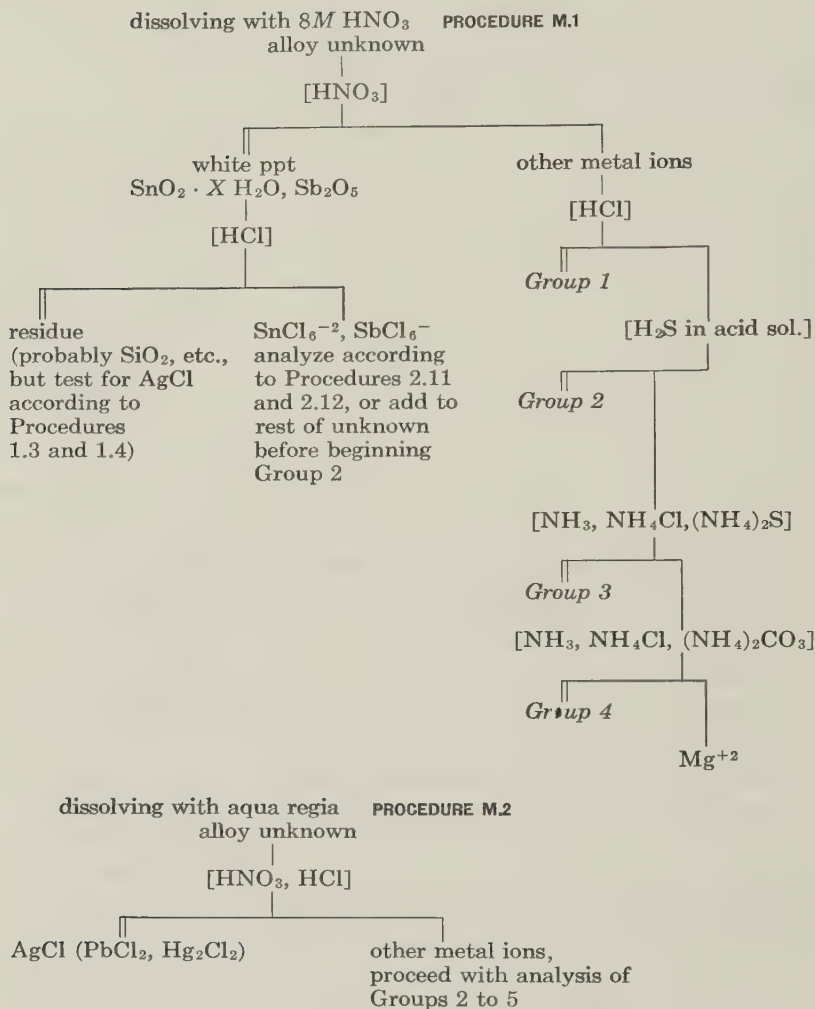 dissolving with 8M HNO₃ PROCEDURE M.1
alloy unknown
[HNO₃]
white ppt
SnO₂ · X H₂O, Sb₂O₅
other metal ions
[HCl]
[HCl]
Group 1
residue
(probably SiO₂, etc.,
but test for AgCl
according to
Procedures
1.3 and 1.4)
SnCl₆⁻², SbCl₆⁻
analyze according
to Procedures 2.11
and 2.12, or add to
rest of unknown
before beginning
Group 2
[H₂S in acid sol.]
Group 2
[NH₃, NH₄Cl,(NH₄)₂S]
Group 3
[NH₃, NH₄Cl, (NH₄)₂CO₃]
Group 4
Mg⁺²
dissolving with aqua regia PROCEDURE M.2
alloy unknown
[HNO₃, HCl]
AgCl (PbCl₂, Hg₂Cl₂)
other metal ions,
proceed with analysis of
Groups 2 to 5